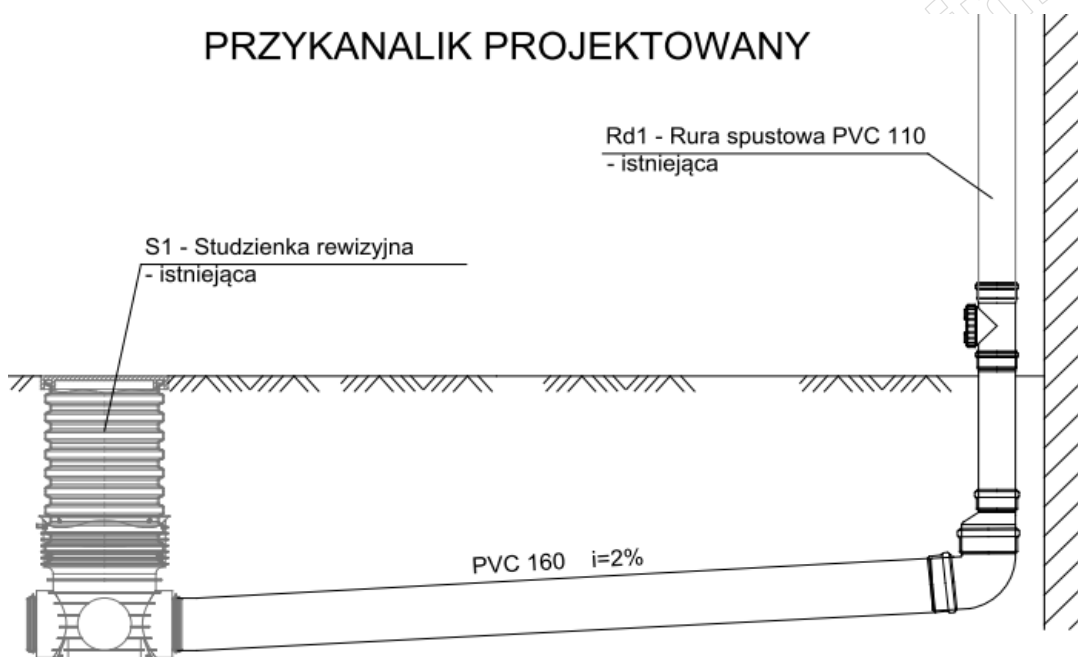 PRZYKANALIK PROJEKTOWANY
Rd1 - Rura spustowa PVC 110
- istniejąca
S1 - Studzienka rewizyjna
- istniejąca
PVC 160 i=2%